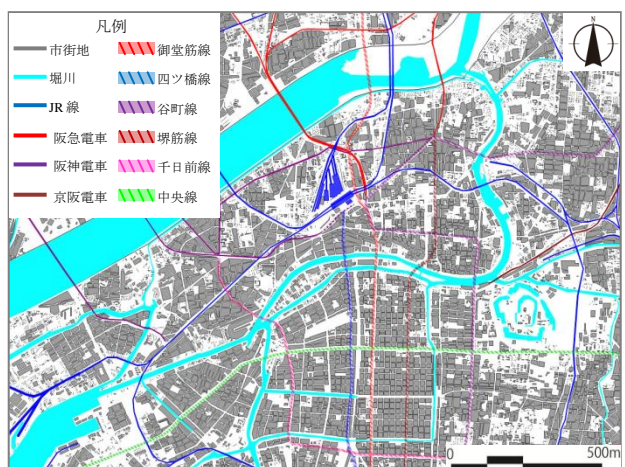 凡例
市街地
堀川
JR線
阪急電車
阪神電車
京阪電車
御堂筋線
四ツ橋線
谷町線
堺筋線
千日前線
中央線
N
0 500m